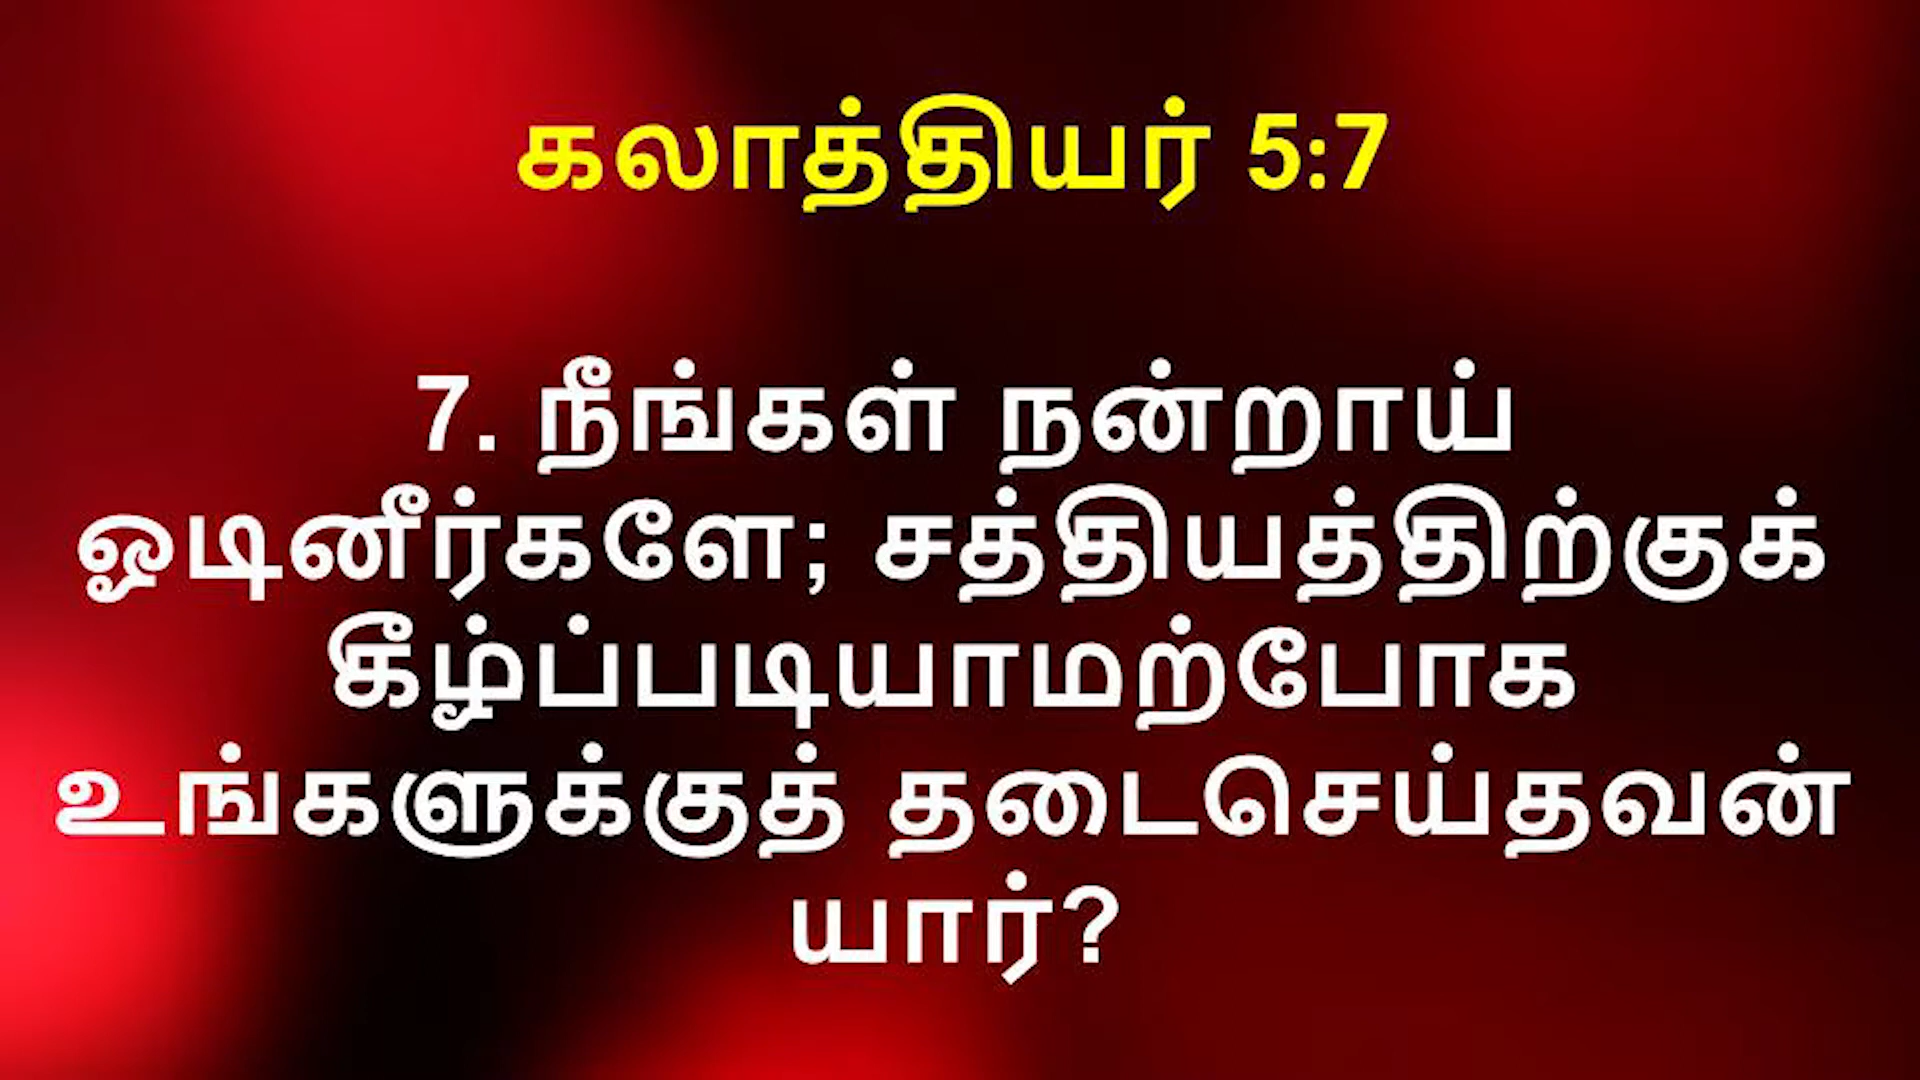 கலாத்தியர் 5:7
7. நீங்கள் நன்றாய்
ஓடினீர்களே; சத்தியத்திற்குக்
கீழ்ப்படியாமற்போக
உங்களுக்குத் தடைசெய்தவன்
யார்?